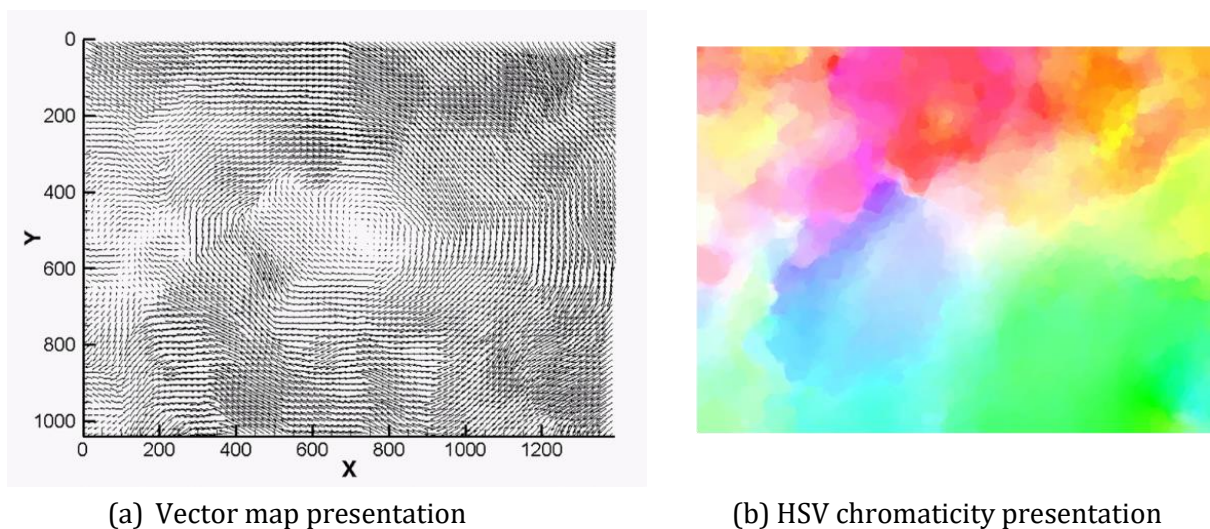 0
200
400
600
800
1000
Y
0 200 400 600 800 1000 1200
X
(a) Vector map presentation
(b) HSV chromaticity presentation